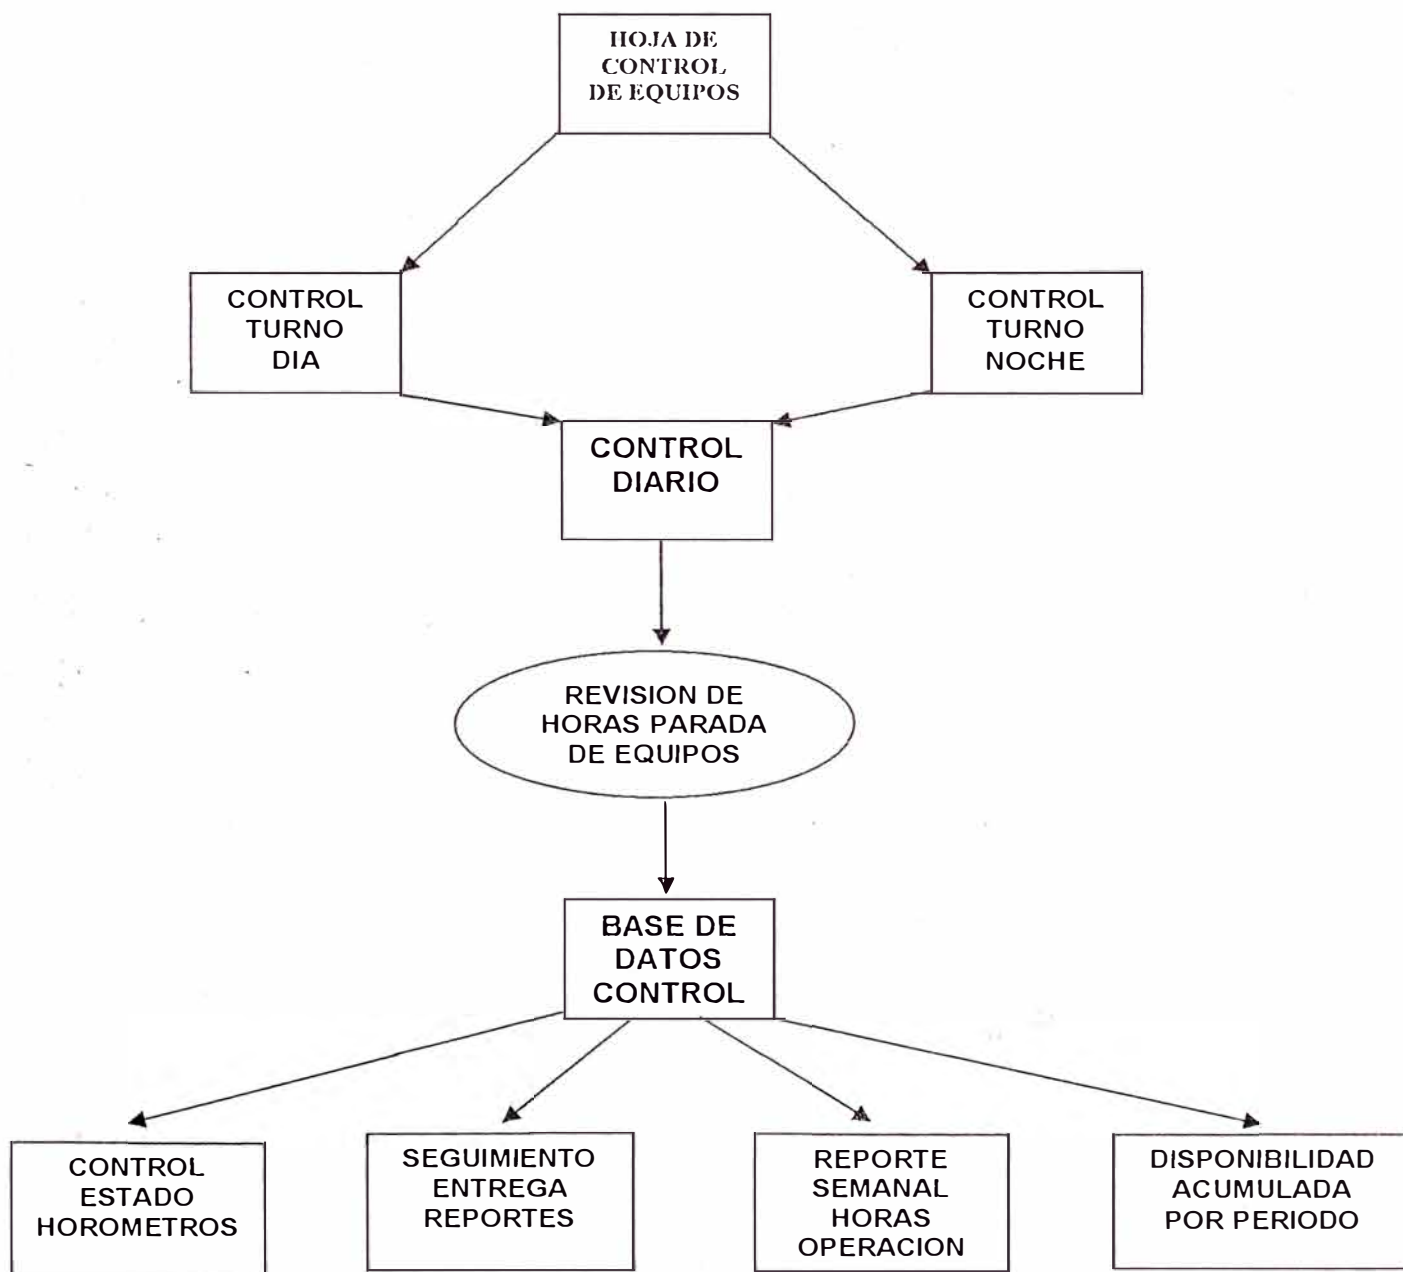 HOJA DE
CONTROL
DE EQUIPOS
CONTROL
TURNO
DIA
CONTROL
TURNO
NOCHE
CONTROL
DIARIO
REVISION DE
HORAS PARADA
DE EQUIPOS
BASE DE
DATOS
CONTROL
CONTROL
ESTADO
HOROMETROS
SEGUIMIENTO
ENTREGA
REPORTES
REPORTE
SEMANAL
HORAS
OPERACION
DISPONIBILIDAD
ACUMULADA
POR PERIODO